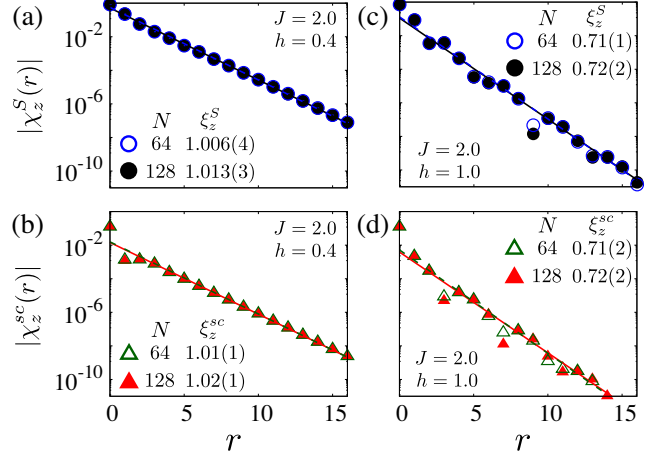 (a)
J = 2.0
h = 0.4
10^{-2}
10^{-6}
10^{-10}
|χ_z^S(r)|
N ξ_z^S
64 1.006(4)
128 1.013(3)
(c)
N ξ_z^S
64 0.71(1)
128 0.72(2)
J = 2.0
h = 1.0
(b)
J = 2.0
h = 0.4
10^{-2}
10^{-6}
10^{-10}
|χ_z^{sc}(r)|
N ξ_z^{sc}
64 1.01(1)
128 1.02(1)
0 5 10 15
r
(d)
N ξ_z^{sc}
64 0.71(2)
128 0.72(2)
J = 2.0
h = 1.0
0 5 10 15
r